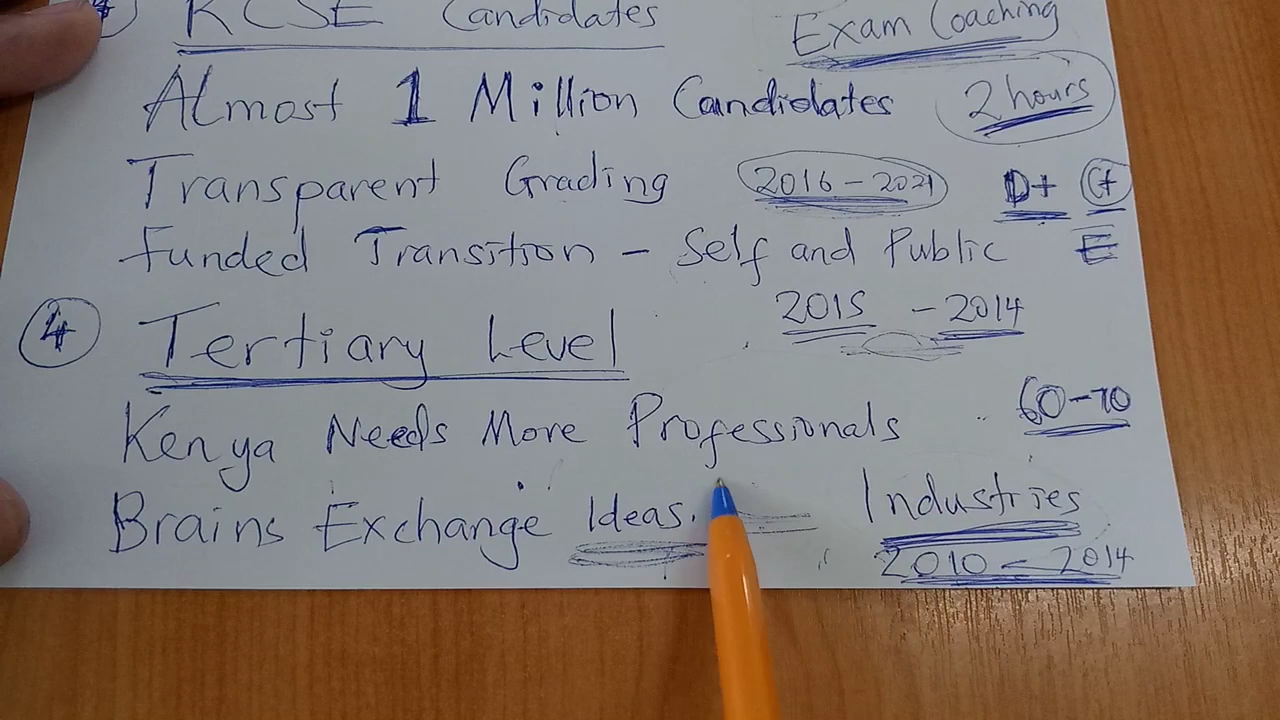 KCSE Candidates Exam Coaching
Almost 1 Million Candidates 2 hours
Transparent Grading 2016 - 2021 D+ C+
Funded Transition - Self and Public E
2015 - 2014
4 Tertiary Level
Kenya Needs More Professionals 60-70
Brains Exchange Ideas. Industries
2010 - 2014